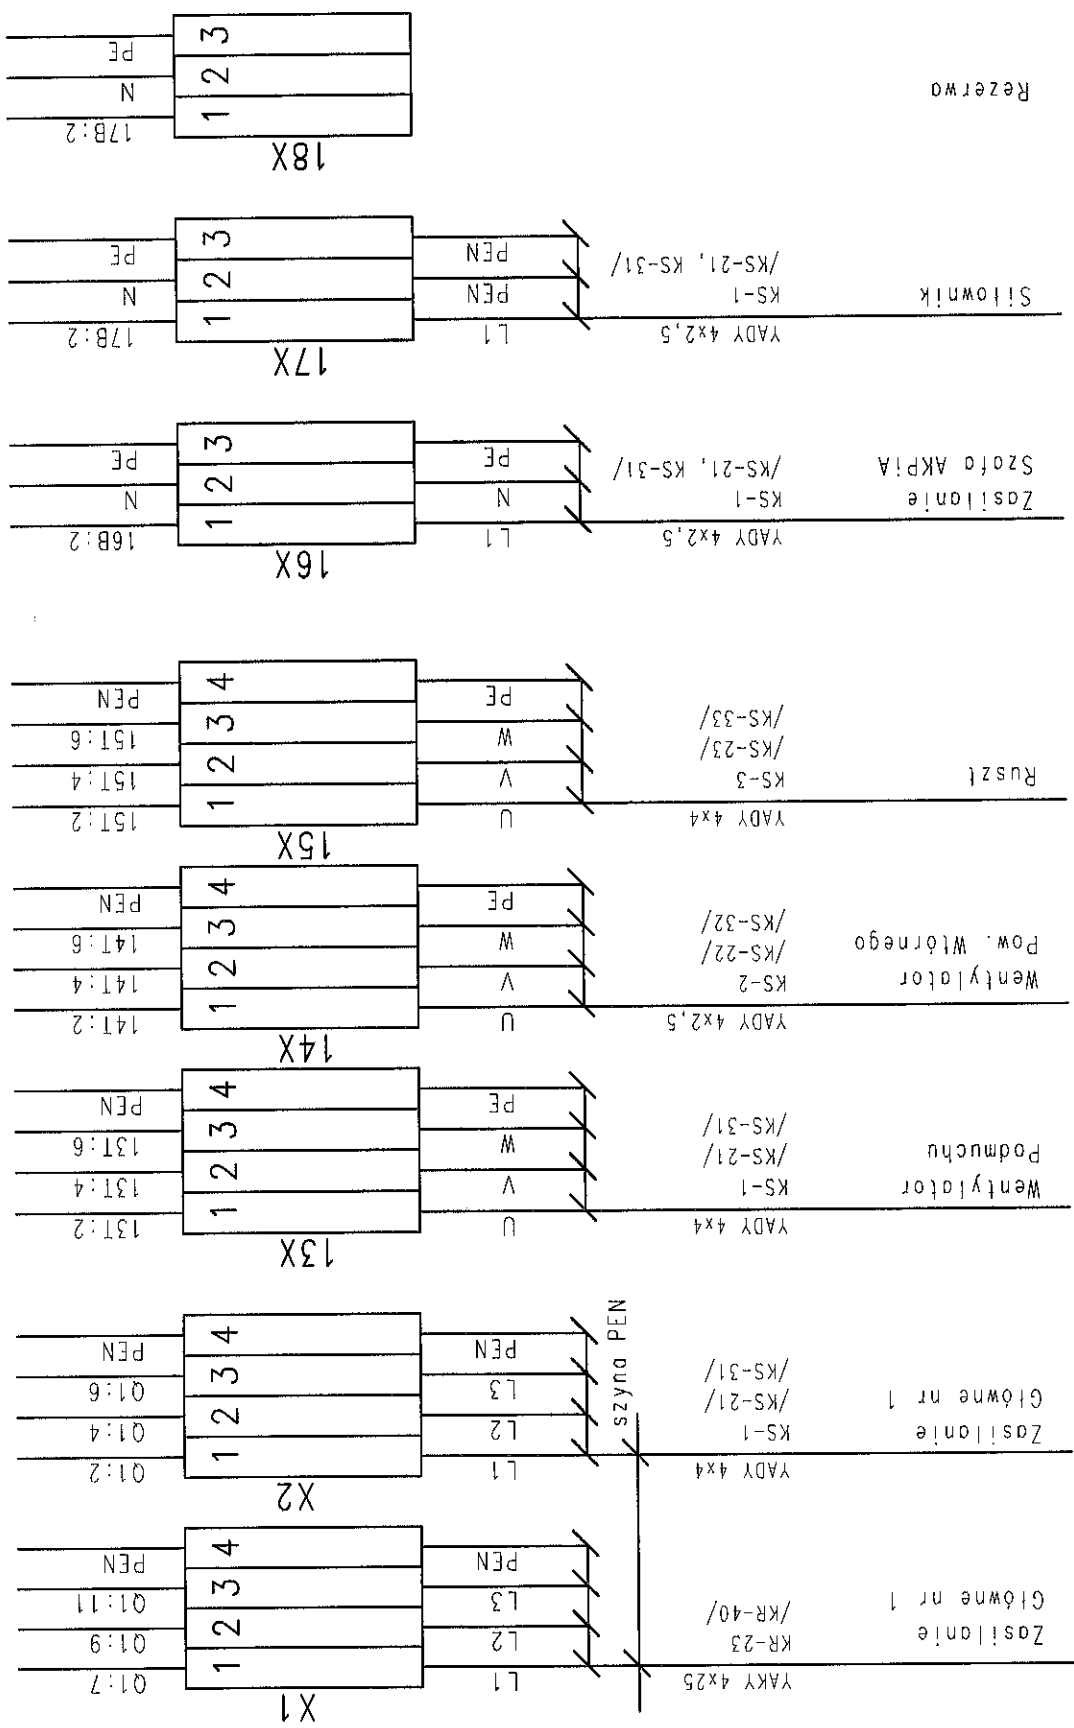 X1
YAKY 4x25 L1 1 Q1:7
Zasilanie KR-23 L2 2 Q1:9
Główne nr 1 /KR-40/ L3 3 Q1:11
PEN 4 PEN
X2
YADY 4x4 L1 1 Q1:2
Zasilanie KS-1 L2 2 Q1:4
Główne nr 1 /KS-21/ L3 3 Q1:6
/KS-31/ PEN 4 PEN
szyna PEN
13X
YADY 4x4 U 1 13T:2
Wentylator KS-1 V 2 13T:4
Podmuchu /KS-21/ W 3 13T:6
/KS-31/ PE 4 PEN
14X
YADY 4x2,5 U 1 14T:2
Wentylator KS-2 V 2 14T:4
Pow. Wtórnego /KS-22/ W 3 14T:6
/KS-32/ PE 4 PEN
15X
YADY 4x4 U 1 15T:2
Ruszt KS-3 V 2 15T:4
/KS-23/ W 3 15T:6
/KS-33/ PE 4 PEN
16X
YADY 4x2,5 L1 1 16B:2
Zasilanie KS-1 N 2 N
Szafa AKPiA /KS-21, KS-31/ PE 3 PE
17X
YADY 4x2,5 L1 1 17B:2
Siłownik KS-1 PEN 2 N
/KS-21, KS-31/ PEN 3 PE
18X
1 17B:2
Rezerwa 2 N
3 PE